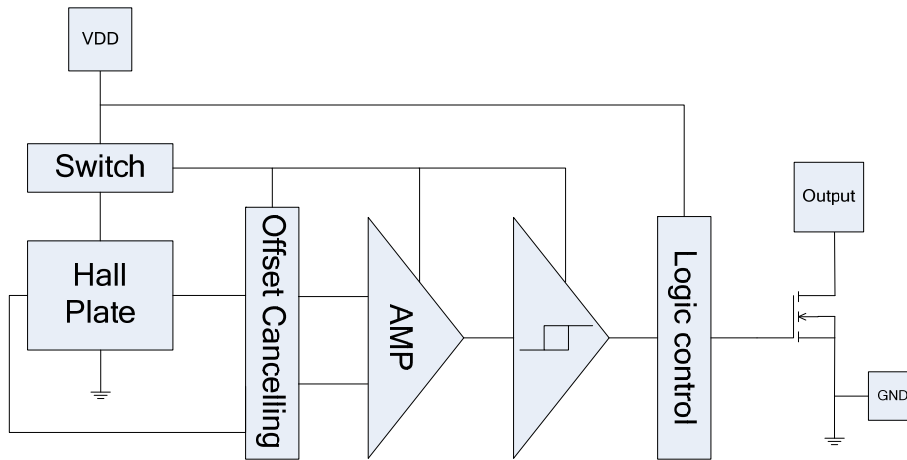 VDD
Switch
Hall
Plate
Offset Cancelling
AMP
Logic control
Output
GND